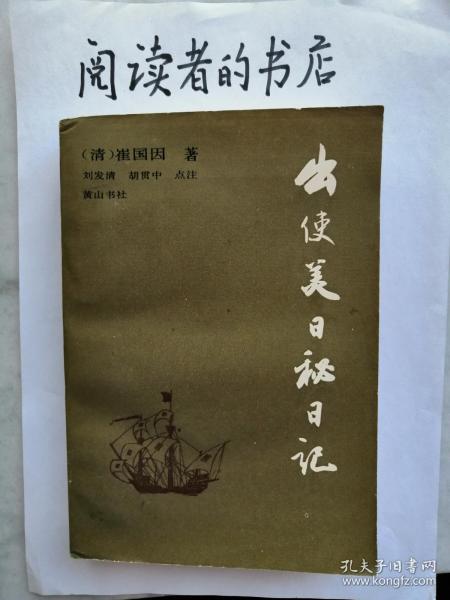 阅读者的书店
（清）崔国因 著
刘发清 胡贯中 点注
黄山书社
出使美日秘日记
孔夫子旧书网
www.kongfz.com